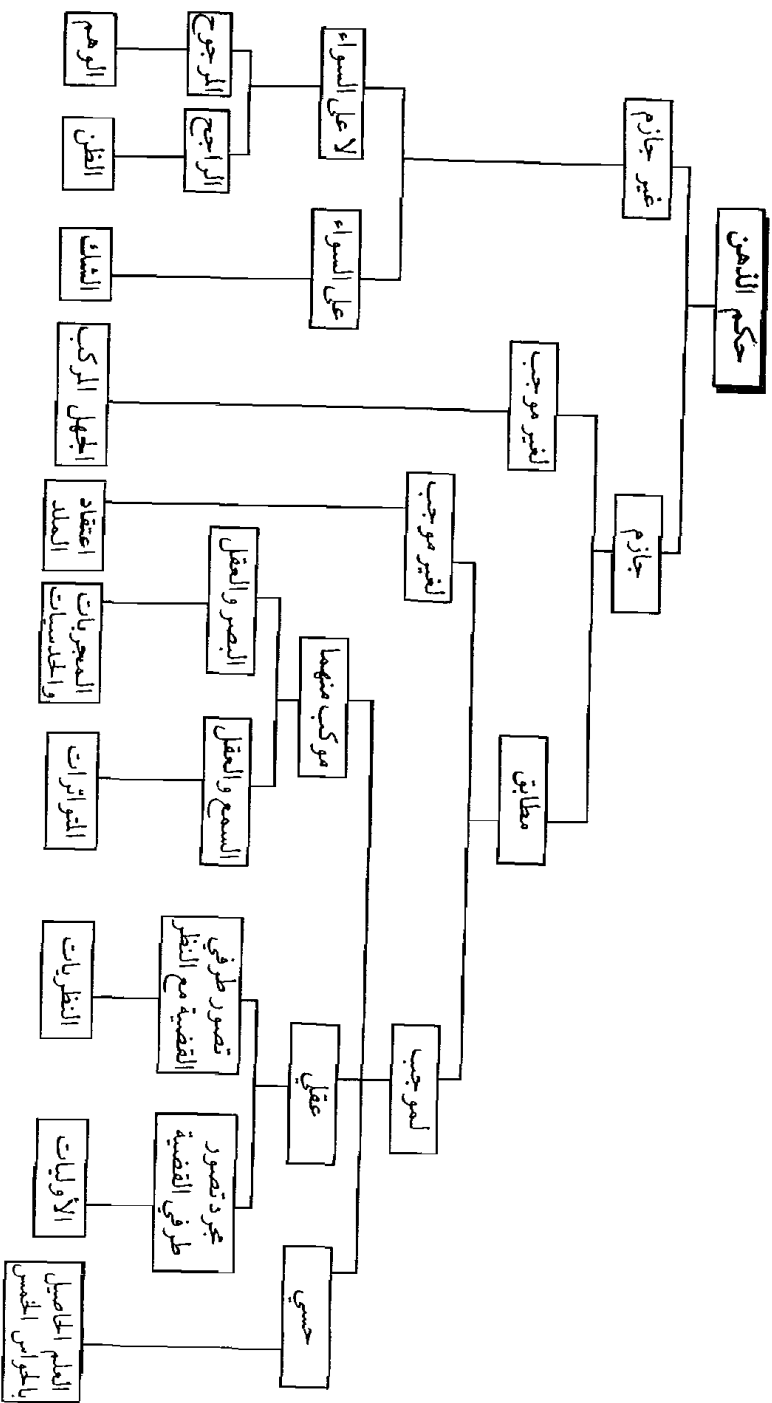 حكم الذهن
جازم
غير جازم
مطابق
لغير موجب
لموجب
لغير موجب
حسي
عقلي
مركب منهما
على السواء
لا على السواء
مجرد تصور
طرفي القضية
تصور طرفي
القضية مع النظر
السمع والعقل
البصر والعقل
الراجح
المرجوح
العلم الحاصيل
بالحواس الخمس
الأوليات
النظريات
المتواترات
المجربات
والحدسيات
اعتقاد
الملد
الجهل المركب
الشك
الظن
الوهم